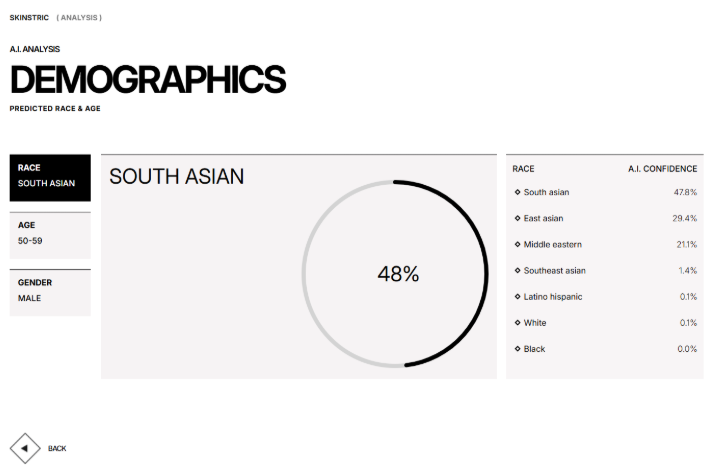 SKINSTRIC ( ANALYSIS )
A.I. ANALYSIS
DEMOGRAPHICS
PREDICTED RACE & AGE
RACE
SOUTH ASIAN
AGE
50-59
GENDER
MALE
SOUTH ASIAN
48%
RACE A.I. CONFIDENCE
South asian 47.8%
East asian 29.4%
Middle eastern 21.1%
Southeast asian 1.4%
Latino hispanic 0.1%
White 0.1%
Black 0.0%
BACK